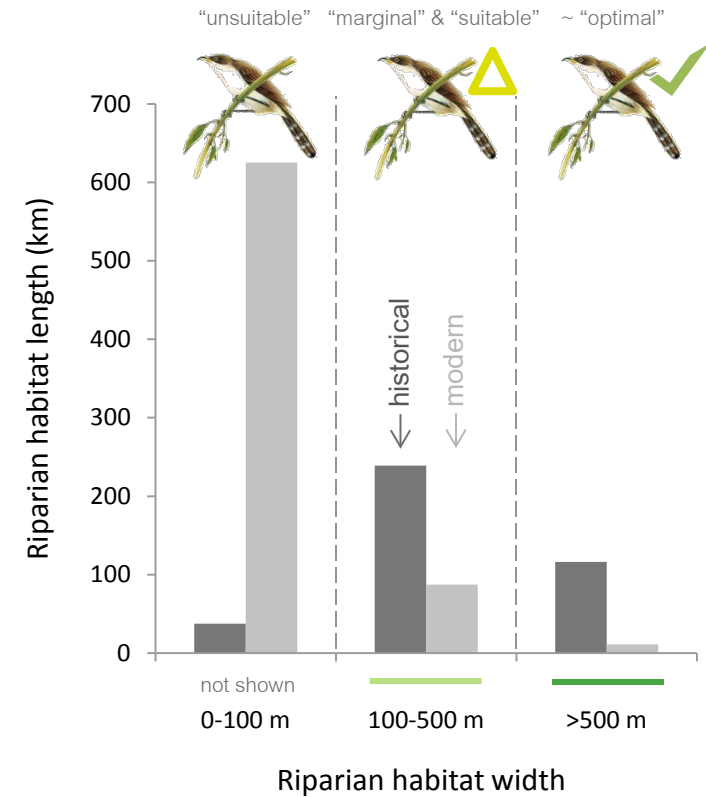 “unsuitable” “marginal” & “suitable” ~ “optimal”
700
600
500
400
300
200
100
0
Riparian habitat length (km)
historical
modern
not shown
0-100 m 100-500 m >500 m
Riparian habitat width